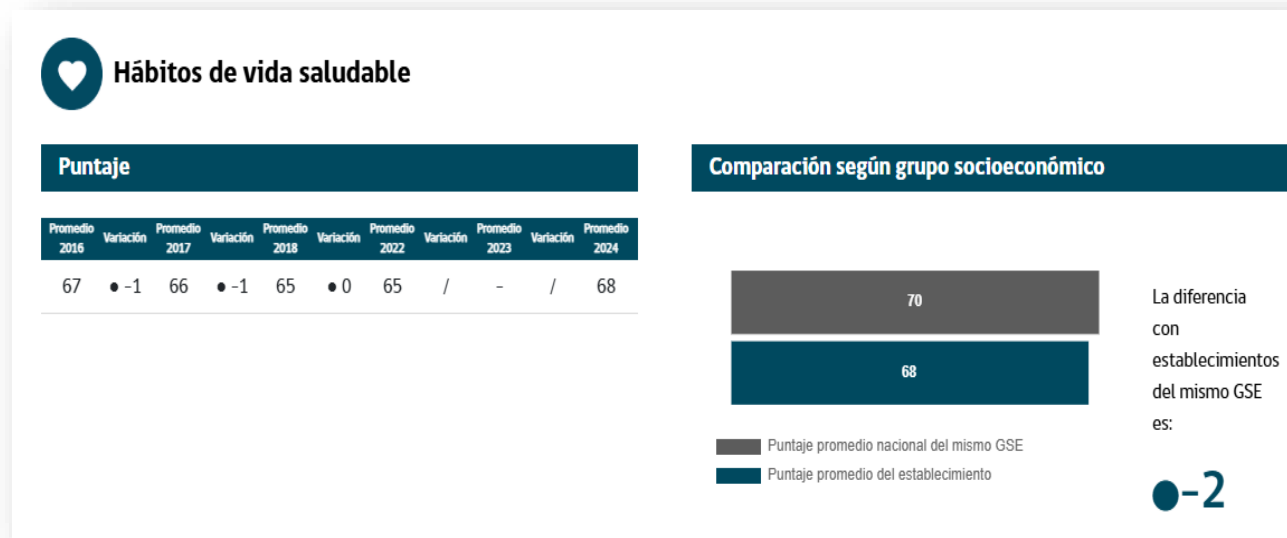 Hábitos de vida saludable
Puntaje
Promedio 2016 Variación Promedio 2017 Variación Promedio 2018 Variación Promedio 2022 Variación Promedio 2023 Variación Promedio 2024
67 ● -1 66 ● -1 65 ● 0 65 / - / 68
Comparación según grupo socioeconómico
70
68
Puntaje promedio nacional del mismo GSE
Puntaje promedio del establecimiento
La diferencia
con
establecimientos
del mismo GSE
es:
●-2